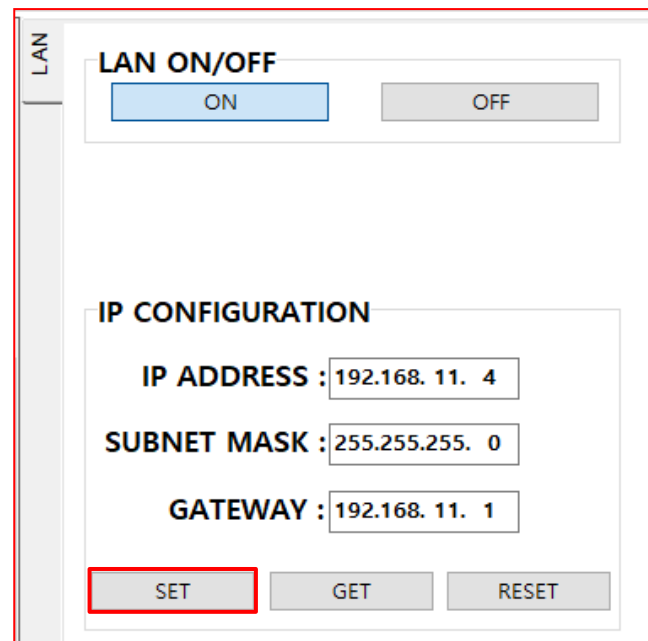 LAN
LAN ON/OFF
ON OFF
IP CONFIGURATION
IP ADDRESS : 192.168. 11. 4
SUBNET MASK : 255.255.255. 0
GATEWAY : 192.168. 11. 1
SET GET RESET